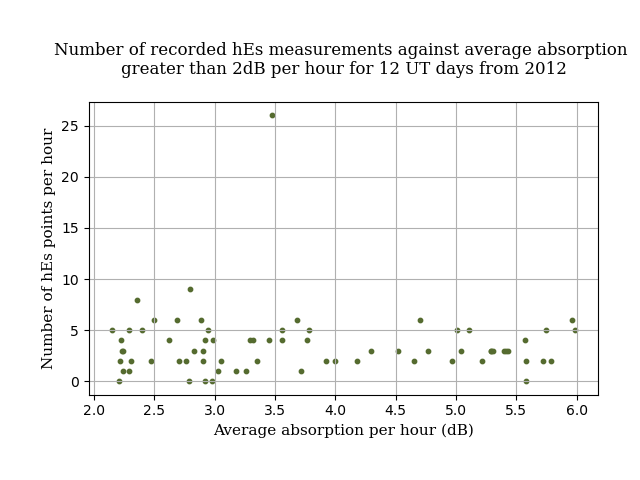 Number of recorded hEs measurements against average absorption
greater than 2dB per hour for 12 UT days from 2012
Number of hEs points per hour
25
20
15
10
5
0
2.0 2.5 3.0 3.5 4.0 4.5 5.0 5.5 6.0
Average absorption per hour (dB)